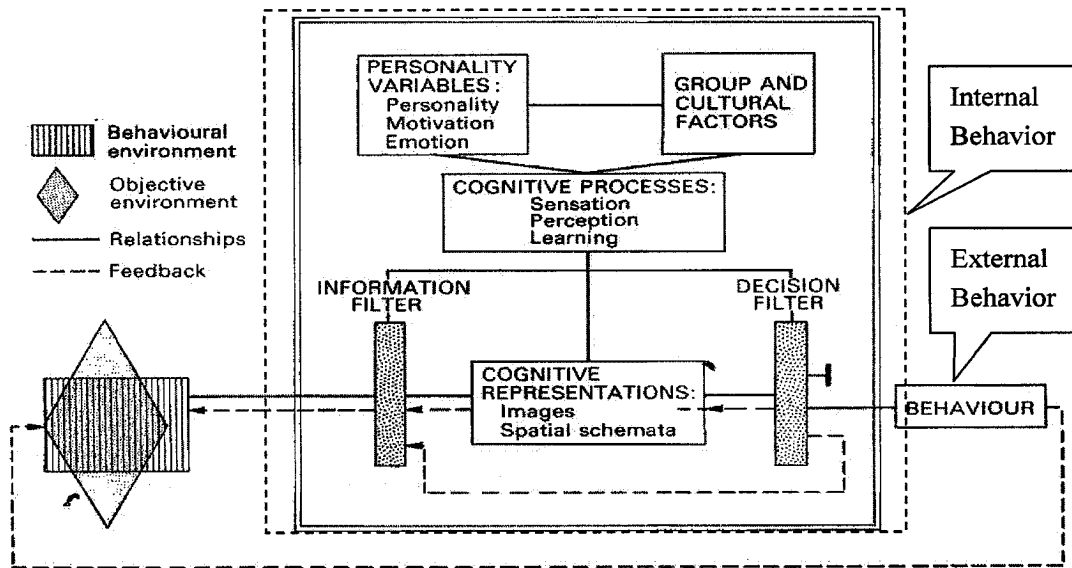 PERSONALITY
VARIABLES:
Personality
Motivation
Emotion
GROUP AND
CULTURAL
FACTORS
Internal
Behavior
Behavioural
environment
Objective
environment
Relationships
Feedback
COGNITIVE PROCESSES:
Sensation
Perception
Learning
External
Behavior
INFORMATION
FILTER
DECISION
FILTER
COGNITIVE
REPRESENTATIONS:
Images
Spatial schemata
BEHAVIOUR